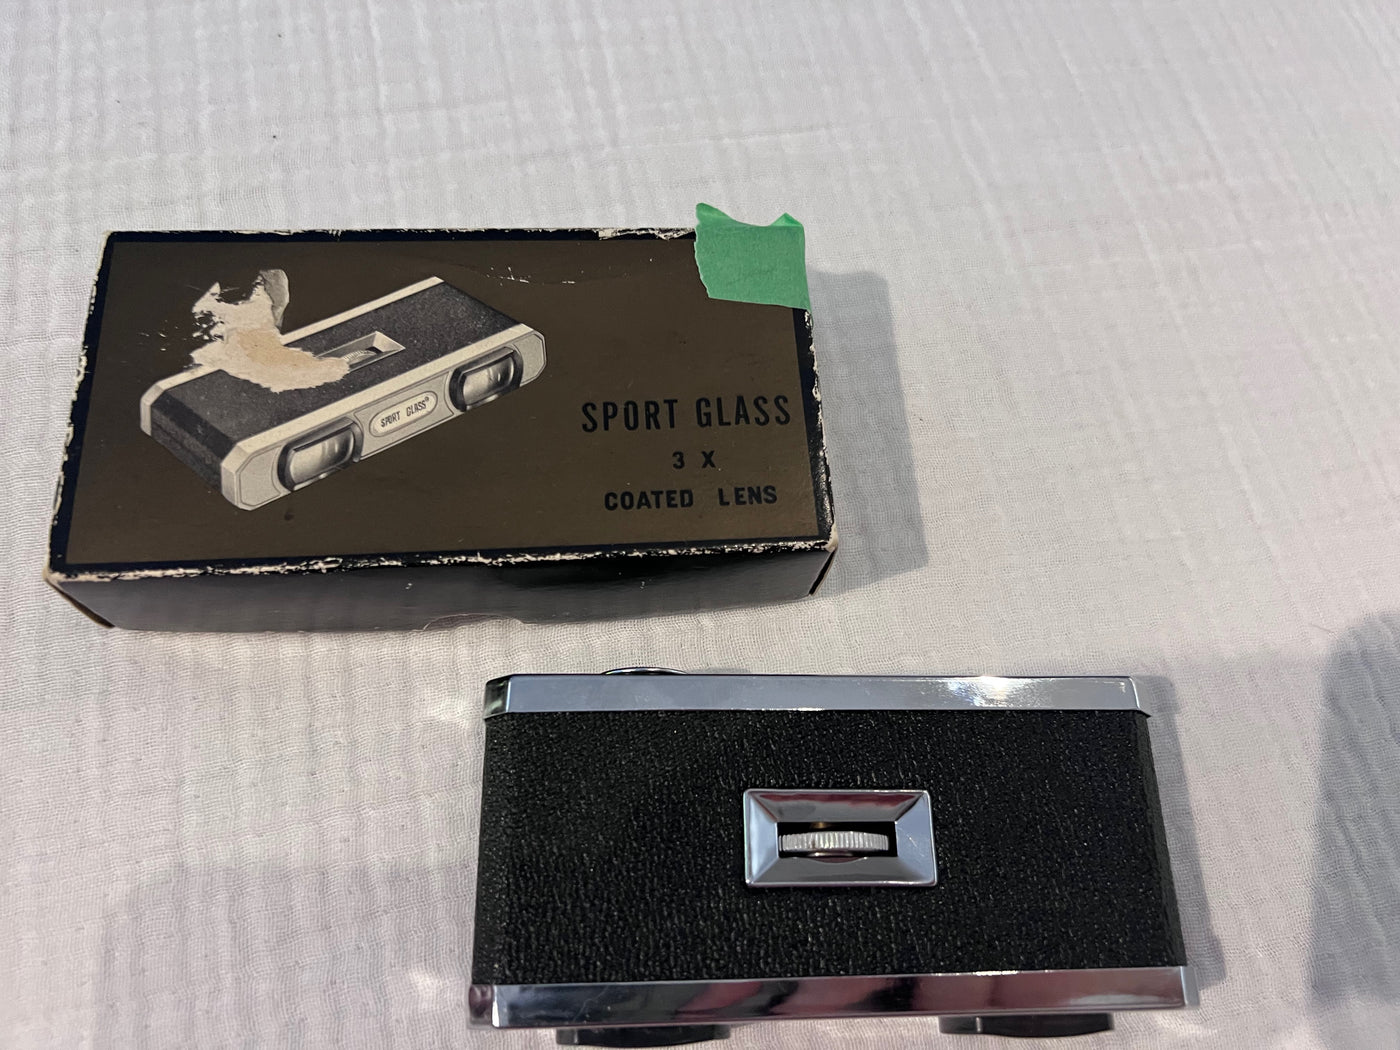 SPORT GLASS®
SPORT GLASS
3 X
COATED LENS